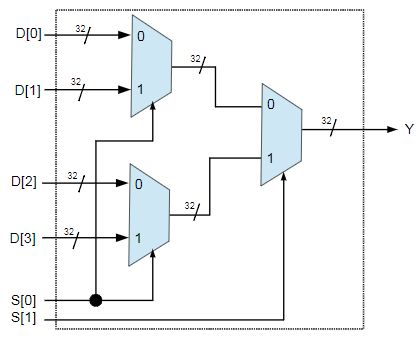 D[0] 32 0
32
D[1] 32 1
0
32 Y
1
D[2] 32 0
32
D[3] 32 1
S[0]
S[1]